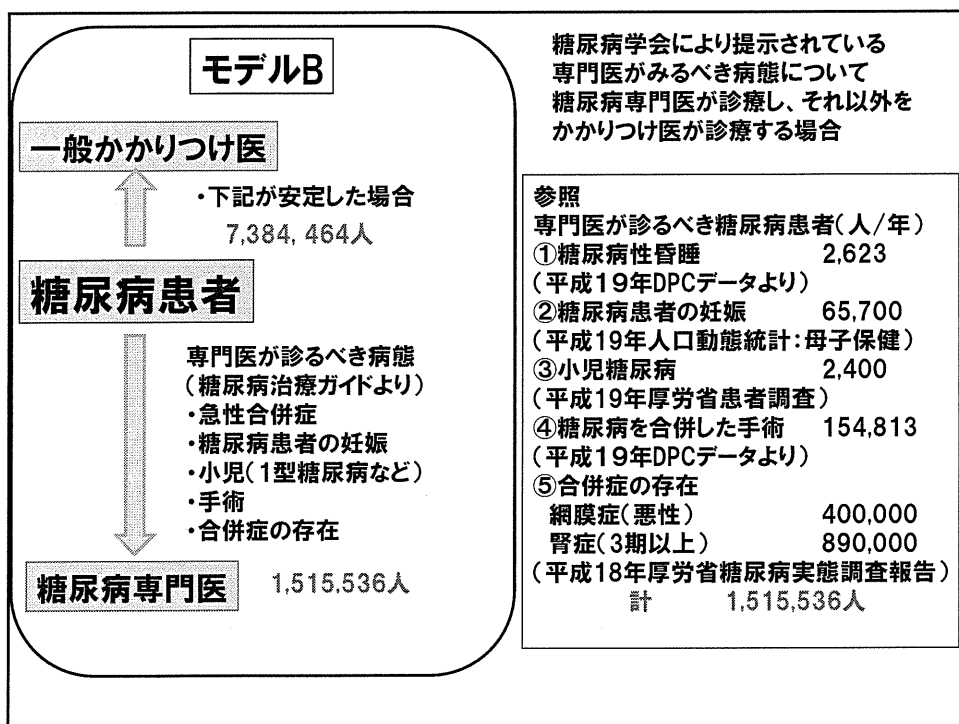 モデルB
一般かかりつけ医
・下記が安定した場合
7,384, 464人
糖尿病患者
専門医が診るべき病態
(糖尿病治療ガイドより)
・急性合併症
・糖尿病患者の妊娠
・小児(1型糖尿病など)
・手術
・合併症の存在
糖尿病専門医 1,515,536人
糖尿病学会により提示されている
専門医がみるべき病態について
糖尿病専門医が診療し、それ以外を
かかりつけ医が診療する場合
参照
専門医が診るべき糖尿病患者(人/年)
①糖尿病性昏睡 2,623
(平成19年DPCデータより)
②糖尿病患者の妊娠 65,700
(平成19年人口動態統計:母子保健)
③小児糖尿病 2,400
(平成19年厚労省患者調査)
④糖尿病を合併した手術 154,813
(平成19年DPCデータより)
⑤合併症の存在
網膜症(悪性) 400,000
腎症(3期以上) 890,000
(平成18年厚労省糖尿病実態調査報告)
計 1,515,536人